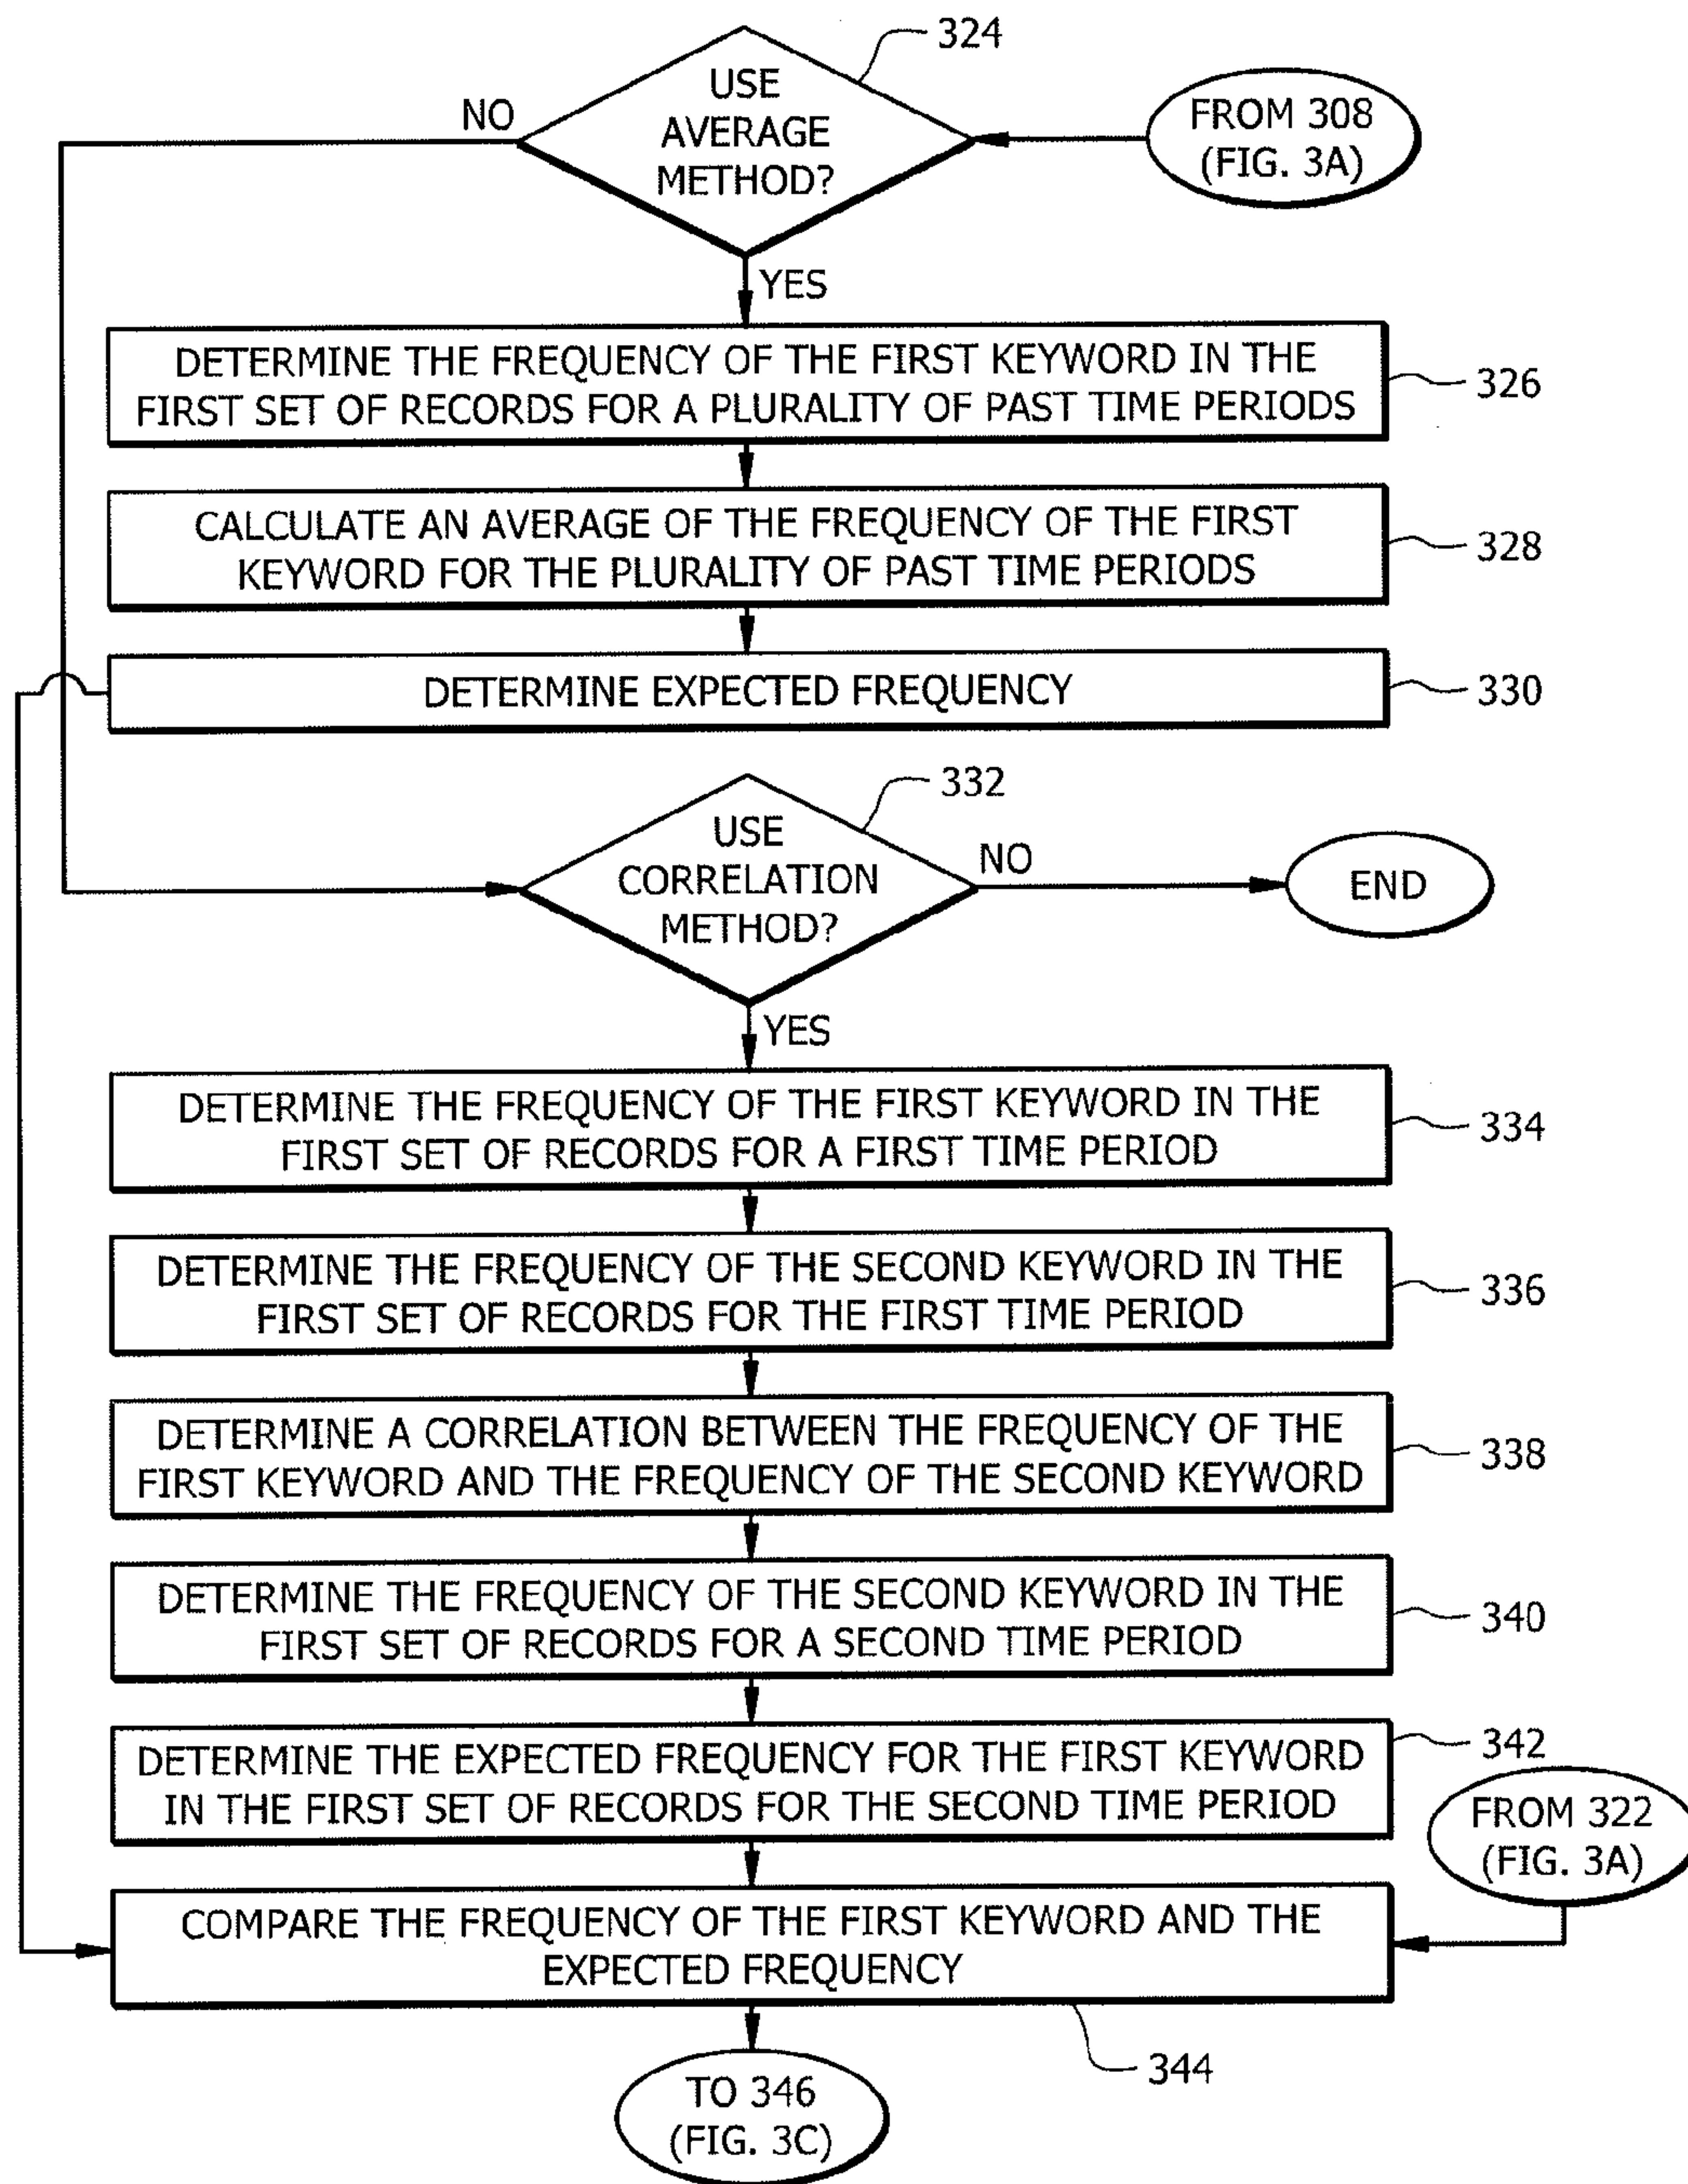 324
USE
AVERAGE
METHOD?
NO
FROM 308
(FIG. 3A)
YES
DETERMINE THE FREQUENCY OF THE FIRST KEYWORD IN THE
FIRST SET OF RECORDS FOR A PLURALITY OF PAST TIME PERIODS
326
CALCULATE AN AVERAGE OF THE FREQUENCY OF THE FIRST
KEYWORD FOR THE PLURALITY OF PAST TIME PERIODS
328
DETERMINE EXPECTED FREQUENCY
330
332
USE
CORRELATION
METHOD?
NO
END
YES
DETERMINE THE FREQUENCY OF THE FIRST KEYWORD IN THE
FIRST SET OF RECORDS FOR A FIRST TIME PERIOD
334
DETERMINE THE FREQUENCY OF THE SECOND KEYWORD IN THE
FIRST SET OF RECORDS FOR THE FIRST TIME PERIOD
336
DETERMINE A CORRELATION BETWEEN THE FREQUENCY OF THE
FIRST KEYWORD AND THE FREQUENCY OF THE SECOND KEYWORD
338
DETERMINE THE FREQUENCY OF THE SECOND KEYWORD IN THE
FIRST SET OF RECORDS FOR A SECOND TIME PERIOD
340
DETERMINE THE EXPECTED FREQUENCY FOR THE FIRST KEYWORD
IN THE FIRST SET OF RECORDS FOR THE SECOND TIME PERIOD
342
FROM 322
(FIG. 3A)
COMPARE THE FREQUENCY OF THE FIRST KEYWORD AND THE
EXPECTED FREQUENCY
344
TO 346
(FIG. 3C)